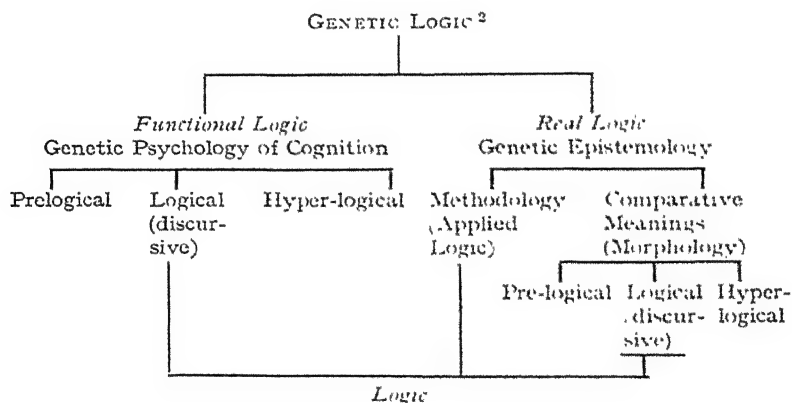 GENETIC LOGIC ²
Functional Logic
Genetic Psychology of Cognition
Real Logic
Genetic Epistemology
Prelogical
Logical
(discur-
sive)
Hyper-logical
Methodology
(Applied
Logic)
Comparative
Meanings
(Morphology)
Pre-logical
Logical
(discur-
sive)
Hyper-
logical
Logic